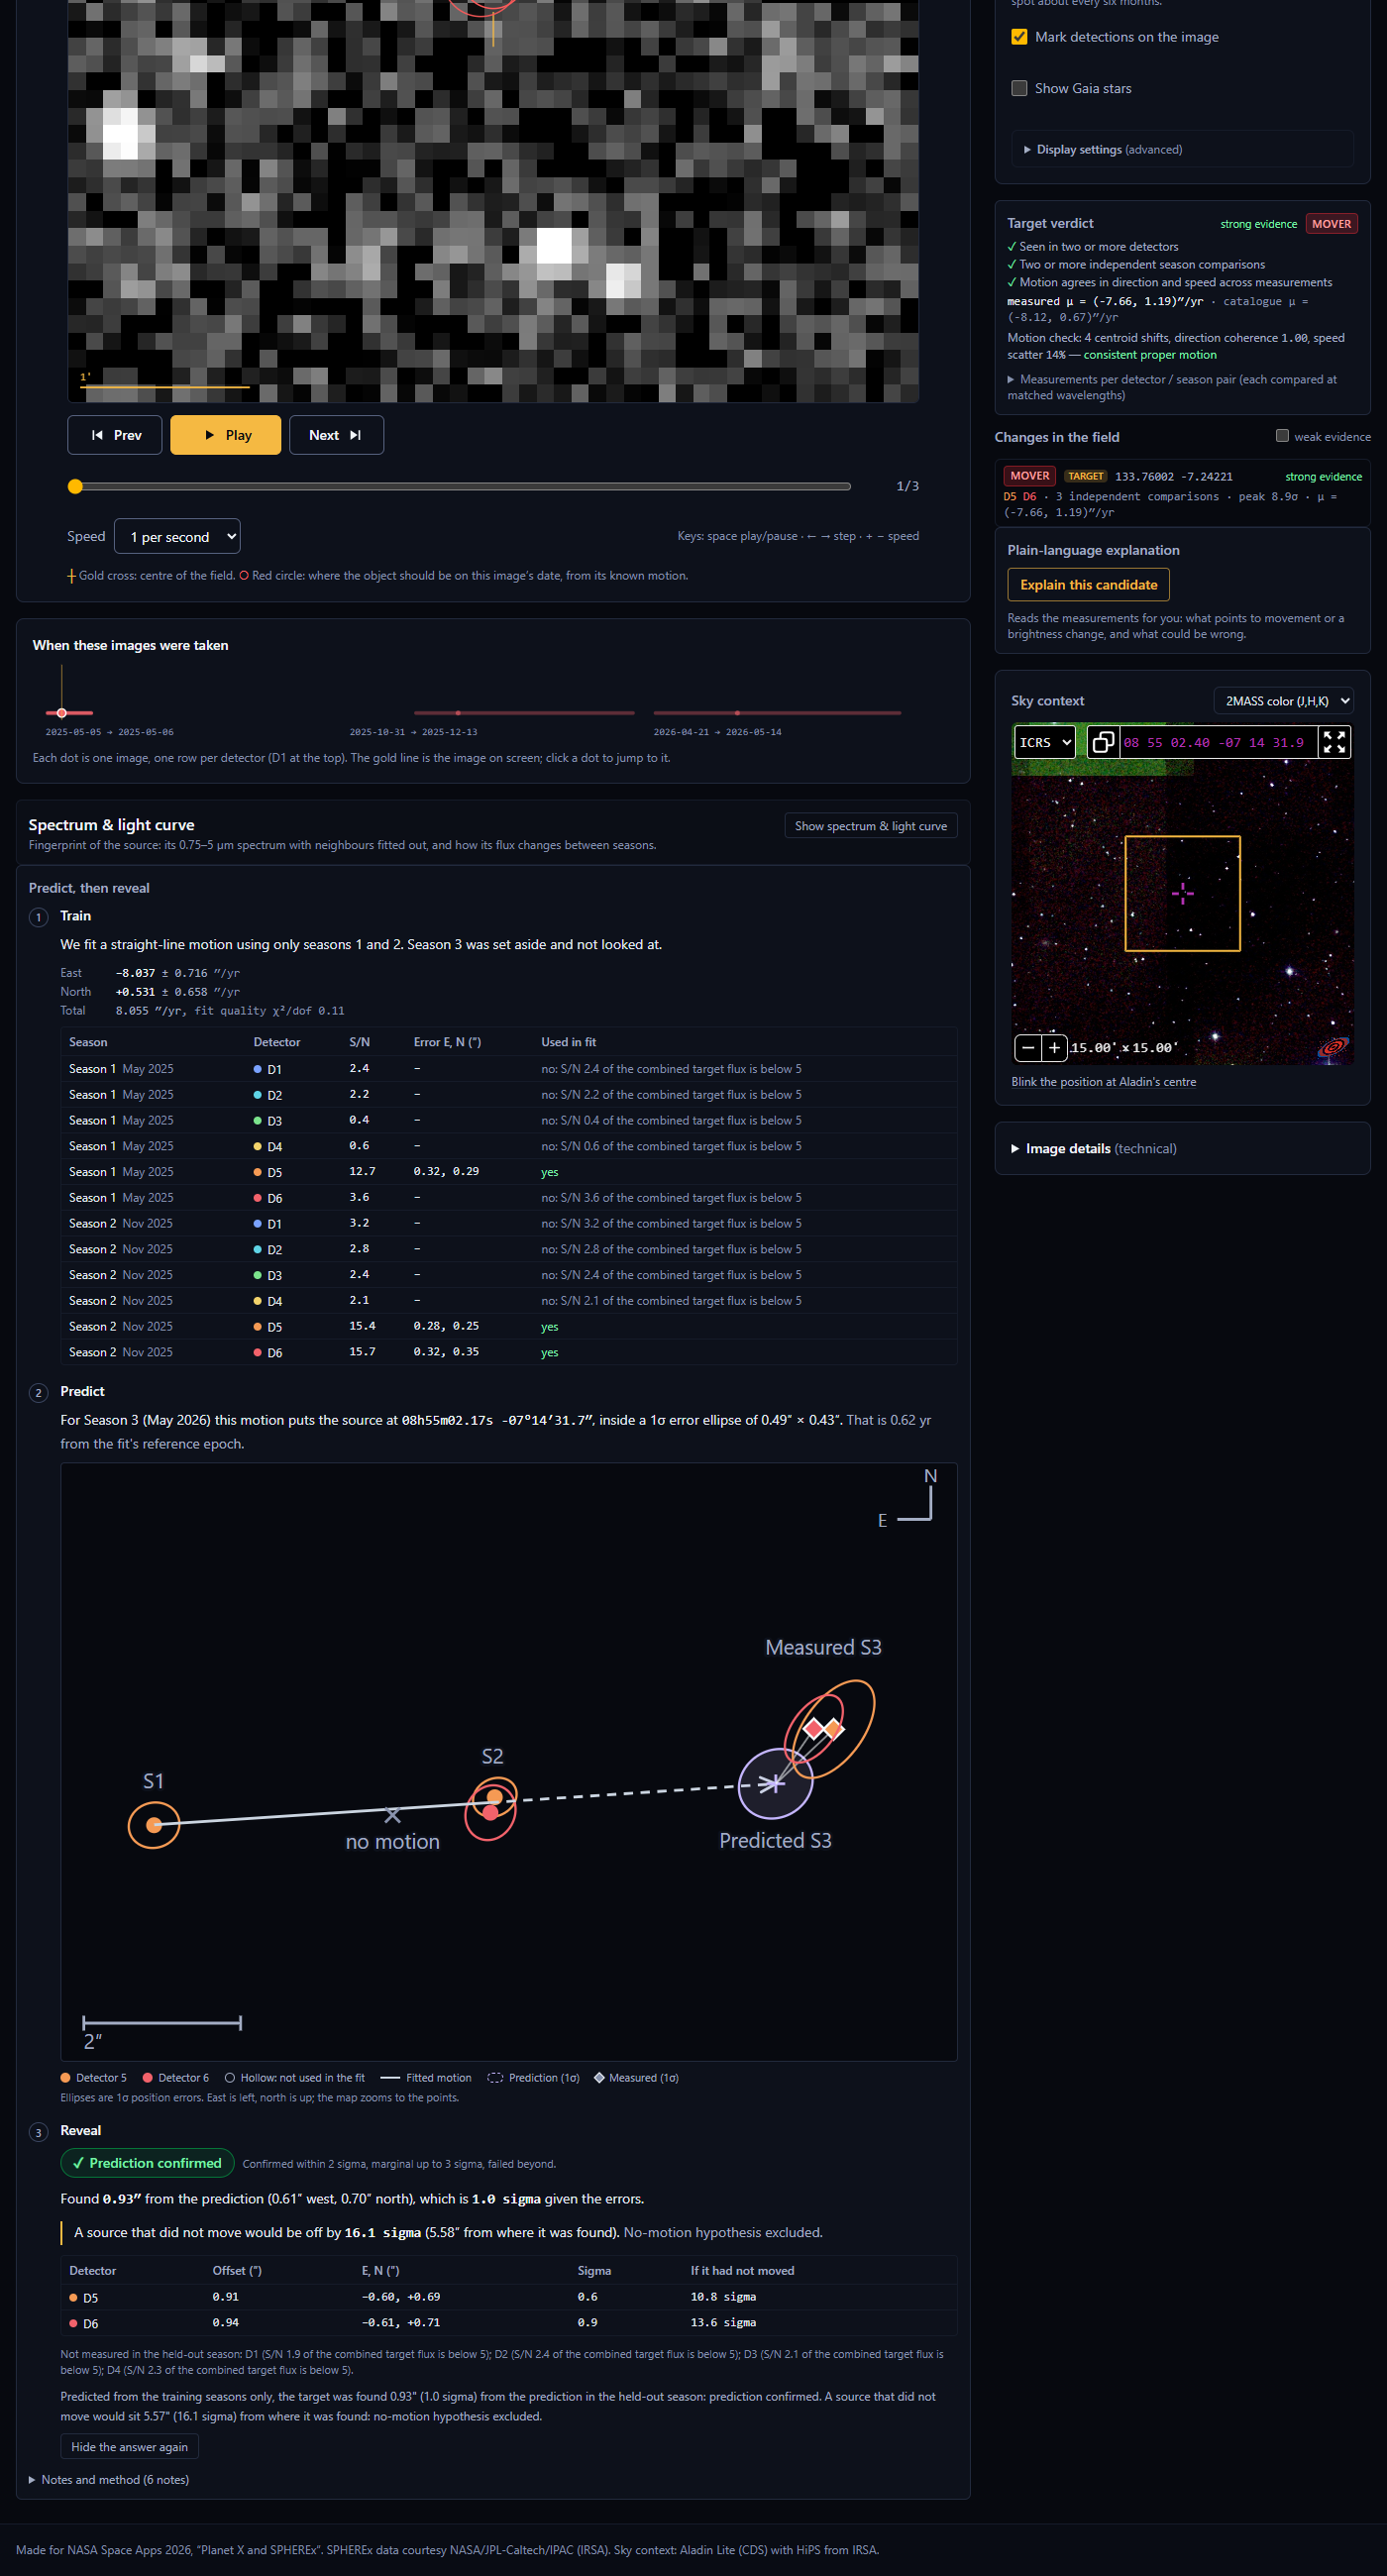 1'
Prev
Play
Next
1/3
Speed
1 per second
Keys: space play/pause · ← → step · + − speed
Gold cross: centre of the field. Red circle: where the object should be on this image's date, from its known motion.
When these images were taken
2025-05-05 → 2025-05-06
2025-10-31 → 2025-12-13
2026-04-21 → 2026-05-14
Each dot is one image, one row per detector (D1 at the top). The gold line is the image on screen; click a dot to jump to it.
Spectrum & light curve
Show spectrum & light curve
Fingerprint of the source: its 0.75–5 µm spectrum with neighbours fitted out, and how its flux changes between seasons.
Predict, then reveal
1 Train
We fit a straight-line motion using only seasons 1 and 2. Season 3 was set aside and not looked at.
East −8.037 ± 0.716 ″/yr
North +0.531 ± 0.658 ″/yr
Total 8.055 ″/yr, fit quality χ²/dof 0.11
Season Detector S/N Error E, N (″) Used in fit
Season 1 May 2025 D1 2.4 – no: S/N 2.4 of the combined target flux is below 5
Season 1 May 2025 D2 2.2 – no: S/N 2.2 of the combined target flux is below 5
Season 1 May 2025 D3 0.4 – no: S/N 0.4 of the combined target flux is below 5
Season 1 May 2025 D4 0.6 – no: S/N 0.6 of the combined target flux is below 5
Season 1 May 2025 D5 12.7 0.32, 0.29 yes
Season 1 May 2025 D6 3.6 – no: S/N 3.6 of the combined target flux is below 5
Season 2 Nov 2025 D1 3.2 – no: S/N 3.2 of the combined target flux is below 5
Season 2 Nov 2025 D2 2.8 – no: S/N 2.8 of the combined target flux is below 5
Season 2 Nov 2025 D3 2.4 – no: S/N 2.4 of the combined target flux is below 5
Season 2 Nov 2025 D4 2.1 – no: S/N 2.1 of the combined target flux is below 5
Season 2 Nov 2025 D5 15.4 0.28, 0.25 yes
Season 2 Nov 2025 D6 15.7 0.32, 0.35 yes
2 Predict
For Season 3 (May 2026) this motion puts the source at 08h55m02.17s -07°14′31.7″, inside a 1σ error ellipse of 0.49″ × 0.43″. That is 0.62 yr
from the fit's reference epoch.
N
E
Measured S3
S2
S1
no motion
Predicted S3
2″
Detector 5
Detector 6
Hollow: not used in the fit
Fitted motion
Prediction (1σ)
Measured (1σ)
Ellipses are 1σ position errors. East is left, north is up; the map zooms to the points.
3 Reveal
✓ Prediction confirmed
Confirmed within 2 sigma, marginal up to 3 sigma, failed beyond.
Found 0.93″ from the prediction (0.61″ west, 0.70″ north), which is 1.0 sigma given the errors.
A source that did not move would be off by 16.1 sigma (5.58″ from where it was found). No-motion hypothesis excluded.
Detector Offset (″) E, N (″) Sigma If it had not moved
D5 0.91 −0.60, +0.69 0.6 10.8 sigma
D6 0.94 −0.61, +0.71 0.9 13.6 sigma
Not measured in the held-out season: D1 (S/N 1.9 of the combined target flux is below 5); D2 (S/N 2.4 of the combined target flux is below 5); D3 (S/N 2.1 of the combined target flux is
below 5); D4 (S/N 2.3 of the combined target flux is below 5).
Predicted from the training seasons only, the target was found 0.93" (1.0 sigma) from the prediction in the held-out season: prediction confirmed. A source that did not
move would sit 5.57" (16.1 sigma) from where it was found: no-motion hypothesis excluded.
Hide the answer again
Notes and method (6 notes)
spot about every six months.
Mark detections on the image
Show Gaia stars
Display settings (advanced)
Target verdict
strong evidence
MOVER
✓ Seen in two or more detectors
✓ Two or more independent season comparisons
✓ Motion agrees in direction and speed across measurements
measured µ = (-7.66, 1.19)″/yr · catalogue µ =
(-8.12, 0.67)″/yr
Motion check: 4 centroid shifts, direction coherence 1.00, speed
scatter 14% — consistent proper motion
Measurements per detector / season pair (each compared at
matched wavelengths)
Changes in the field
weak evidence
MOVER TARGET 133.76002 -7.24221 strong evidence
D5 D6 · 3 independent comparisons · peak 8.9σ · µ =
(-7.66, 1.19)″/yr
Plain-language explanation
Explain this candidate
Reads the measurements for you: what points to movement or a
brightness change, and what could be wrong.
Sky context
2MASS color (J,H,K)
ICRS
08 55 02.40 -07 14 31.9
15.00' x 15.00'
Blink the position at Aladin's centre
Image details (technical)
Made for NASA Space Apps 2026, “Planet X and SPHEREx”. SPHEREx data courtesy NASA/JPL-Caltech/IPAC (IRSA). Sky context: Aladin Lite (CDS) with HiPS from IRSA.